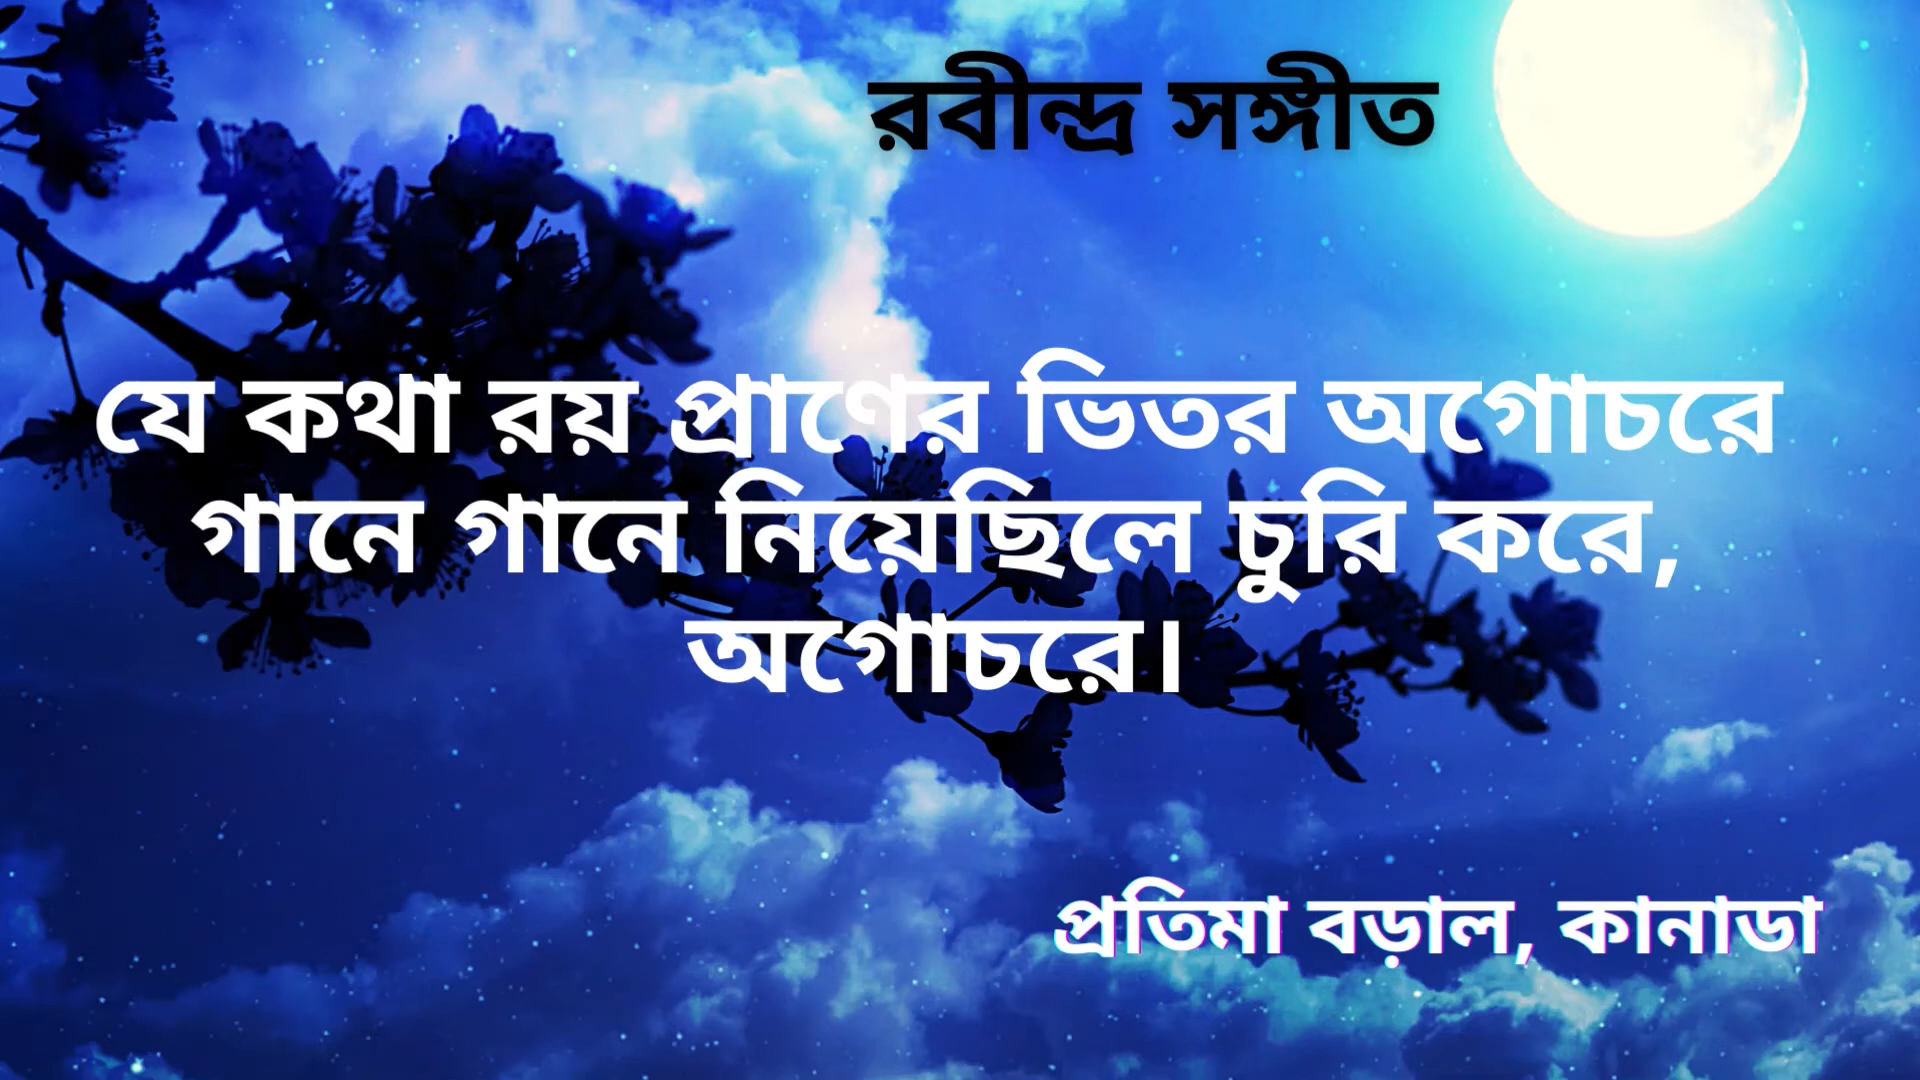 রবীন্দ্র সঙ্গীত
যে কথা রয় প্রাণের ভিতর অগোচরে
গানে গানে নিয়েছিলে চুরি করে,
অগোচরে।
প্রতিমা বড়াল, কানাডা